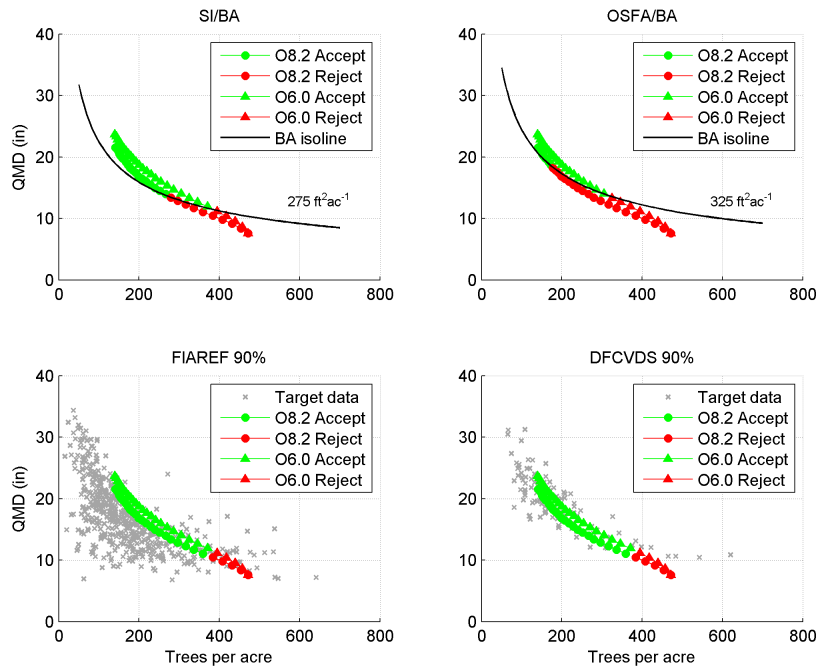 SI/BA
40
30
20
10
0
QMD (in)
0 200 400 600 800
O8.2 Accept
O8.2 Reject
O6.0 Accept
O6.0 Reject
BA isoline
275 ft²ac⁻¹
OSFA/BA
40
30
20
10
0
0 200 400 600 800
O8.2 Accept
O8.2 Reject
O6.0 Accept
O6.0 Reject
BA isoline
325 ft²ac⁻¹
FIAREF 90%
40
30
20
10
0
QMD (in)
0 200 400 600 800
Trees per acre
Target data
O8.2 Accept
O8.2 Reject
O6.0 Accept
O6.0 Reject
DFCVDS 90%
40
30
20
10
0
0 200 400 600 800
Trees per acre
Target data
O8.2 Accept
O8.2 Reject
O6.0 Accept
O6.0 Reject